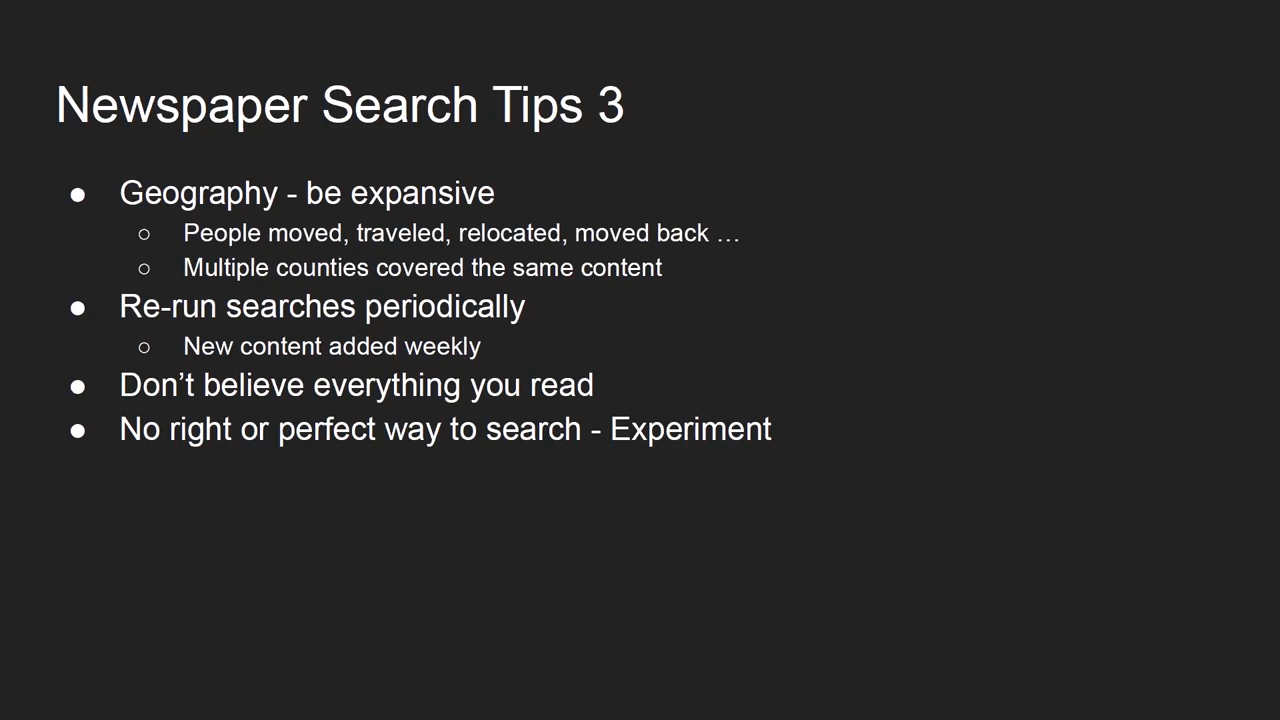 Newspaper Search Tips 3
● Geography - be expansive
○ People moved, traveled, relocated, moved back …
○ Multiple counties covered the same content
● Re-run searches periodically
○ New content added weekly
● Don’t believe everything you read
● No right or perfect way to search - Experiment